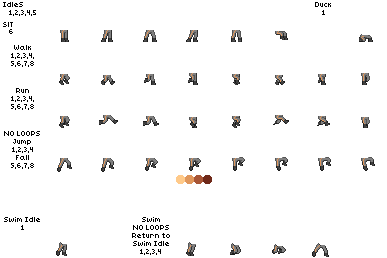 IdleS
1,2,3,4,5
Duck
1
SIT
6
Walk
1,2,3,4,
5,6,7,8
Run
1,2,3,4,
5,6,7,8
NO LOOPS
Jump
1,2,3,4
Fall
5,6,7,8
Swim Idle
1
Swim
NO LOOPS
Return to
Swim Idle
1,2,3,4